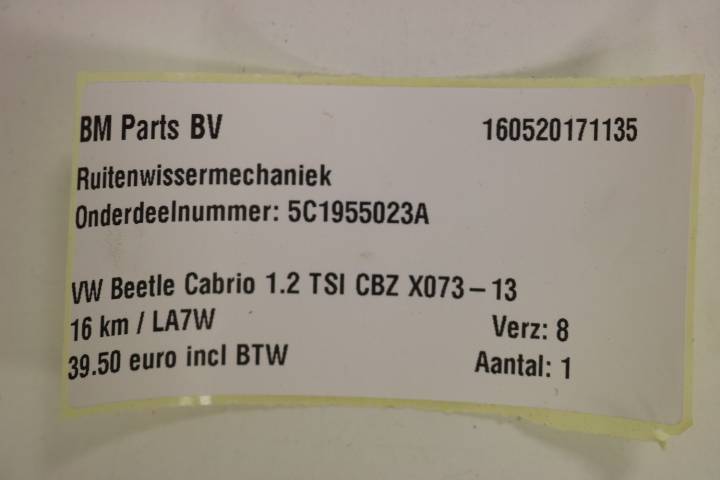 BM Parts BV 160520171135
Ruitenwissermechaniek
Onderdeelnummer: 5C1955023A
VW Beetle Cabrio 1.2 TSI CBZ X073-13
16 km / LA7W Verz: 8
39.50 euro incl BTW Aantal: 1